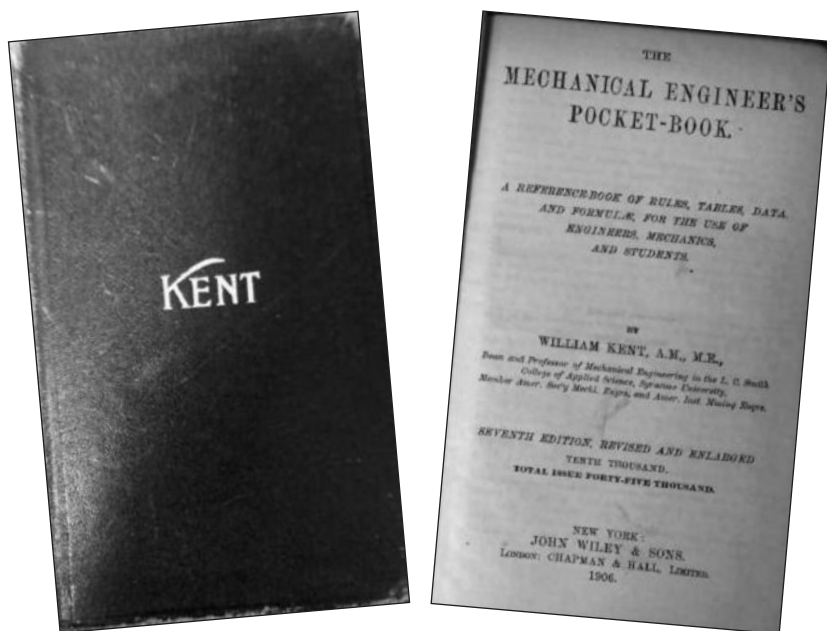 KENT
THE
MECHANICAL ENGINEER'S
POCKET-BOOK.
A REFERENCE-BOOK OF RULES, TABLES, DATA,
AND FORMULÆ, FOR THE USE OF
ENGINEERS, MECHANICS,
AND STUDENTS.
BY
WILLIAM KENT, A.M., M.E.,
Dean and Professor of Mechanical Engineering in the L. C. Smith
College of Applied Science, Syracuse University,
Member Amer. Soc'y Mechl. Engrs. and Amer. Inst. Mining Engrs.
SEVENTH EDITION, REVISED AND ENLARGED
TENTH THOUSAND.
TOTAL ISSUE FORTY-FIVE THOUSAND.
NEW YORK:
JOHN WILEY & SONS.
LONDON: CHAPMAN & HALL, LIMITED.
1906.